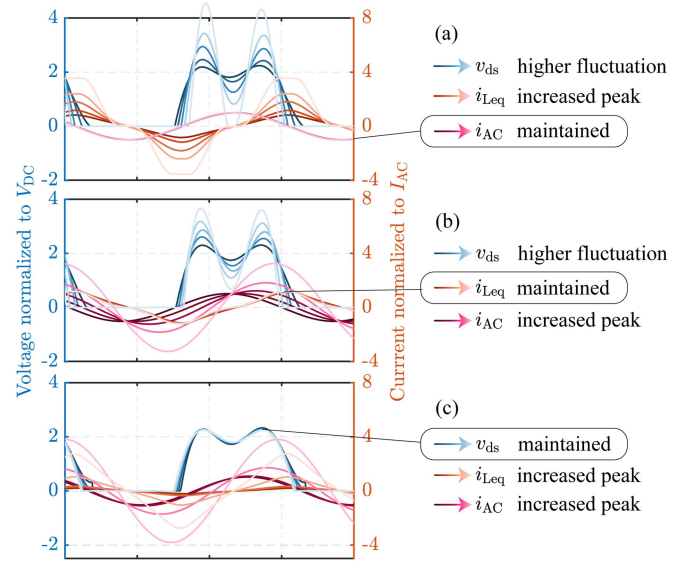 4
2
0
-2
8
4
0
-4
(a)
vds higher fluctuation
iLeq increased peak
iAC maintained
4
2
0
-2
8
4
0
-4
(b)
vds higher fluctuation
iLeq maintained
iAC increased peak
4
2
0
-2
8
4
0
-4
(c)
vds maintained
iLeq increased peak
iAC increased peak
Voltage normalized to VDC
Currrent normalized to IAC